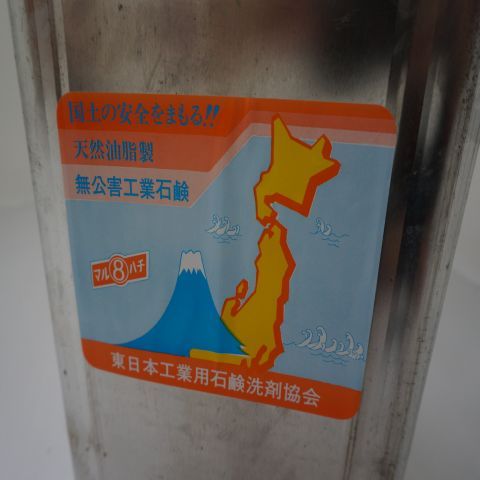 国土の安全をまもる!!
天然油脂製
無公害工業石鹸
マル8ハチ
東日本工業用石鹸洗剤協会